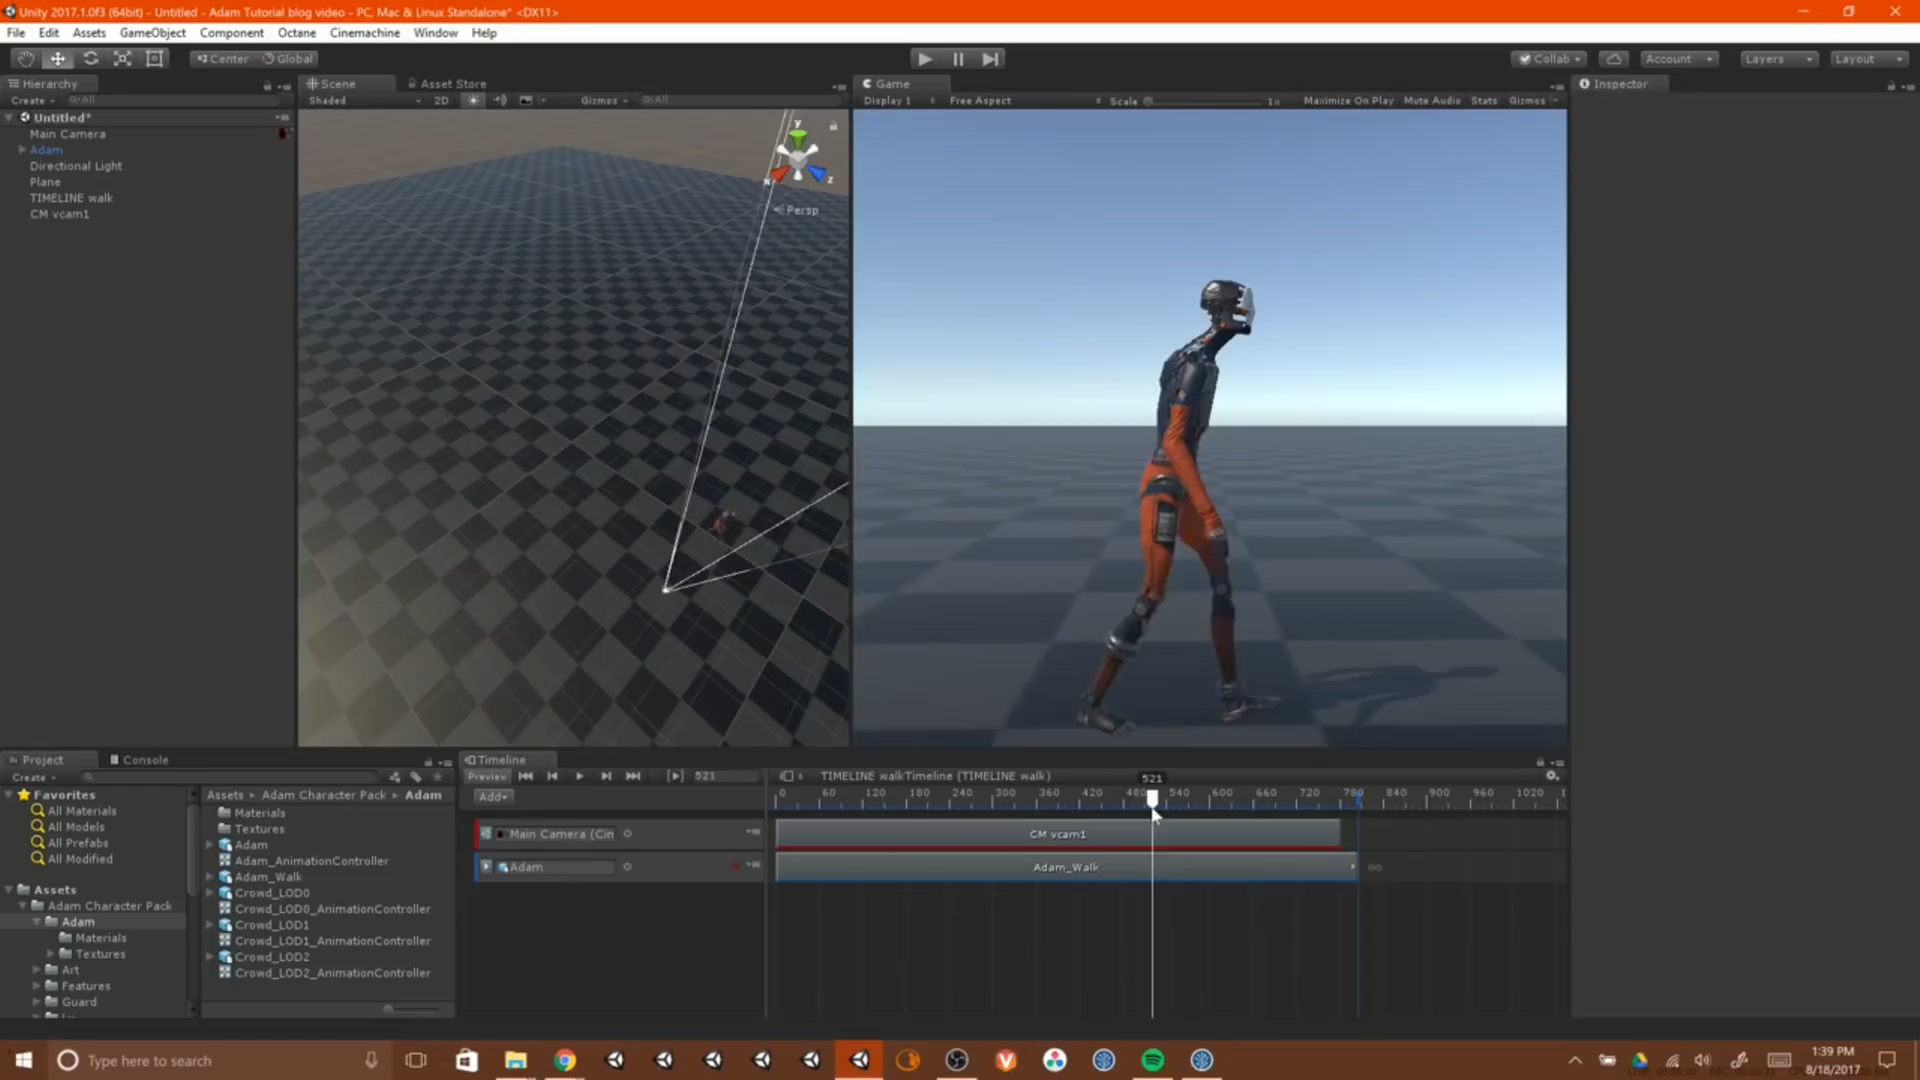 Unity 2017.1.0f3 (64bit) - Untitled - Adam Tutorial blog video - PC, Mac & Linux Standalone* <DX11>
File Edit Assets GameObject Component Octane Cinemachine Window Help
Center Global Collab Account Layers Layout
Hierarchy Scene Asset Store Game Inspector
Create All Shaded 2D Gizmos All Display 1 Free Aspect Scale 1x Maximize On Play Mute Audio Stats Gizmos
Untitled*
Main Camera
Adam
Directional Light
Plane
TIMELINE walk
CM vcam1
y
x
z
Persp
Project Console Timeline
Create Preview 521 TIMELINE walkTimeline (TIMELINE walk)
521
Favorites Assets Adam Character Pack Adam Add 0 60 120 180 240 300 360 420 480 540 600 660 720 780 840 900 960 1020
All Materials
All Models
All Prefabs
All Modified
Assets
Adam Character Pack
Adam
Materials
Textures
Art
Features
Guard
Materials
Textures
Adam
Adam_AnimationController
Adam_Walk
Crowd_LOD0
Crowd_LOD0_AnimationController
Crowd_LOD1
Crowd_LOD1_AnimationController
Crowd_LOD2
Crowd_LOD2_AnimationController
Main Camera (Cin CM vcam1
Adam Adam_Walk
Type here to search
1:39 PM
8/18/2017